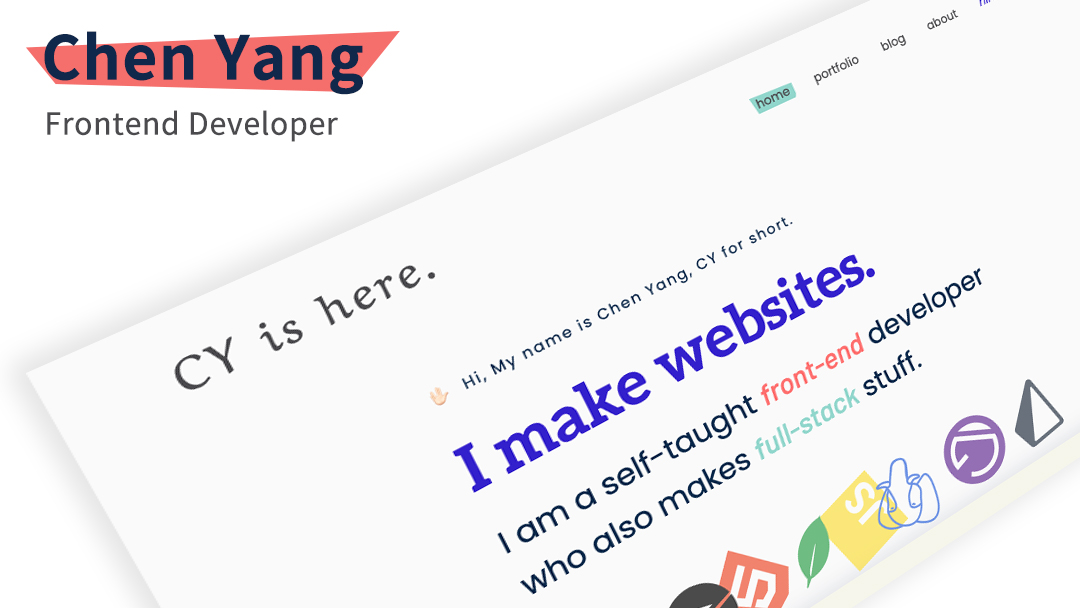 Chen Yang
Frontend Developer
home
portfolio
blog
about
CY is here.
Hi, My name is Chen Yang, CY for short.
I make websites.
I am a self-taught front-end developer
who also makes full-stack stuff.